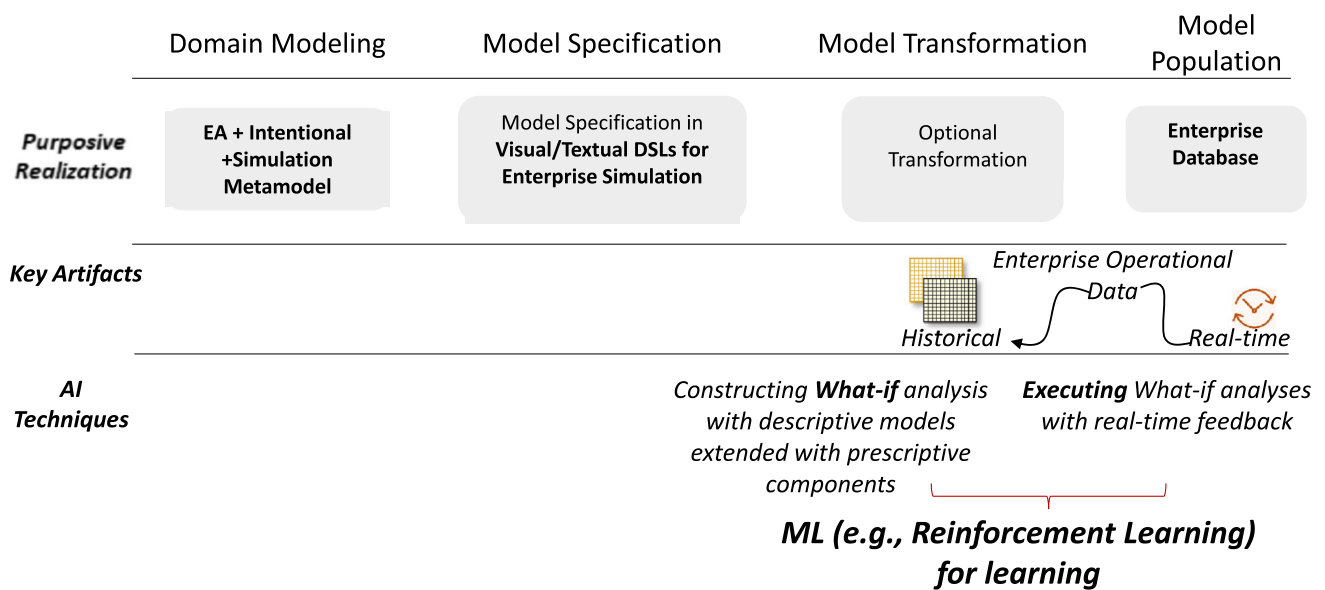 Domain Modeling
Model Specification
Model Transformation
Model
Population
Purposive
Realization
EA + Intentional
+Simulation
Metamodel
Model Specification in
Visual/Textual DSLs for
Enterprise Simulation
Optional
Transformation
Enterprise
Database
Key Artifacts
Enterprise Operational
Data
Historical
Real-time
AI
Techniques
Constructing What-if analysis
with descriptive models
extended with prescriptive
components
Executing What-if analyses
with real-time feedback
ML (e.g., Reinforcement Learning)
for learning